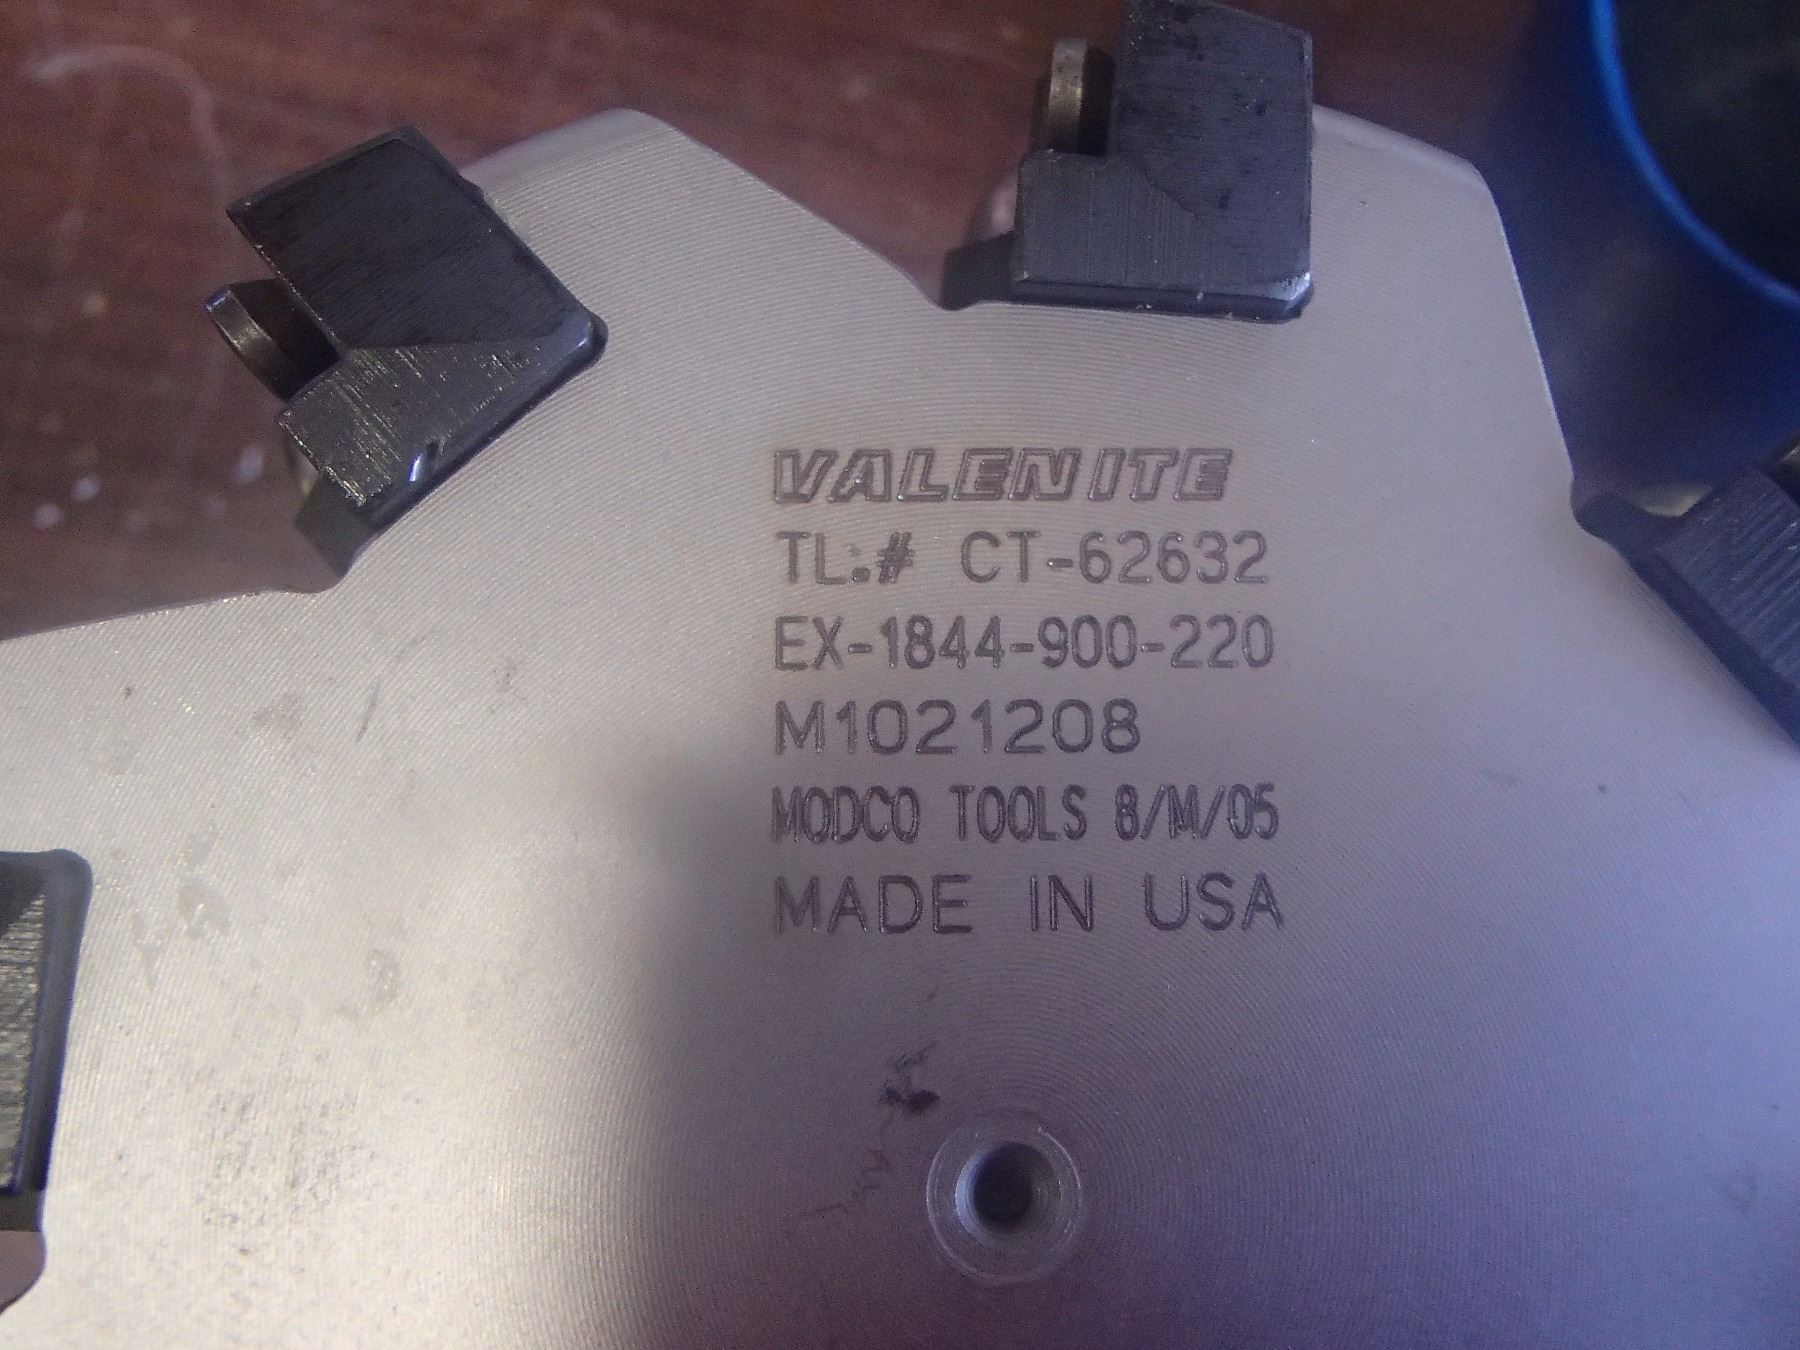 VALENITE
TL.# CT-62632
EX-1844-900-220
M1021208
MODCO TOOLS 8/M/05
MADE IN USA